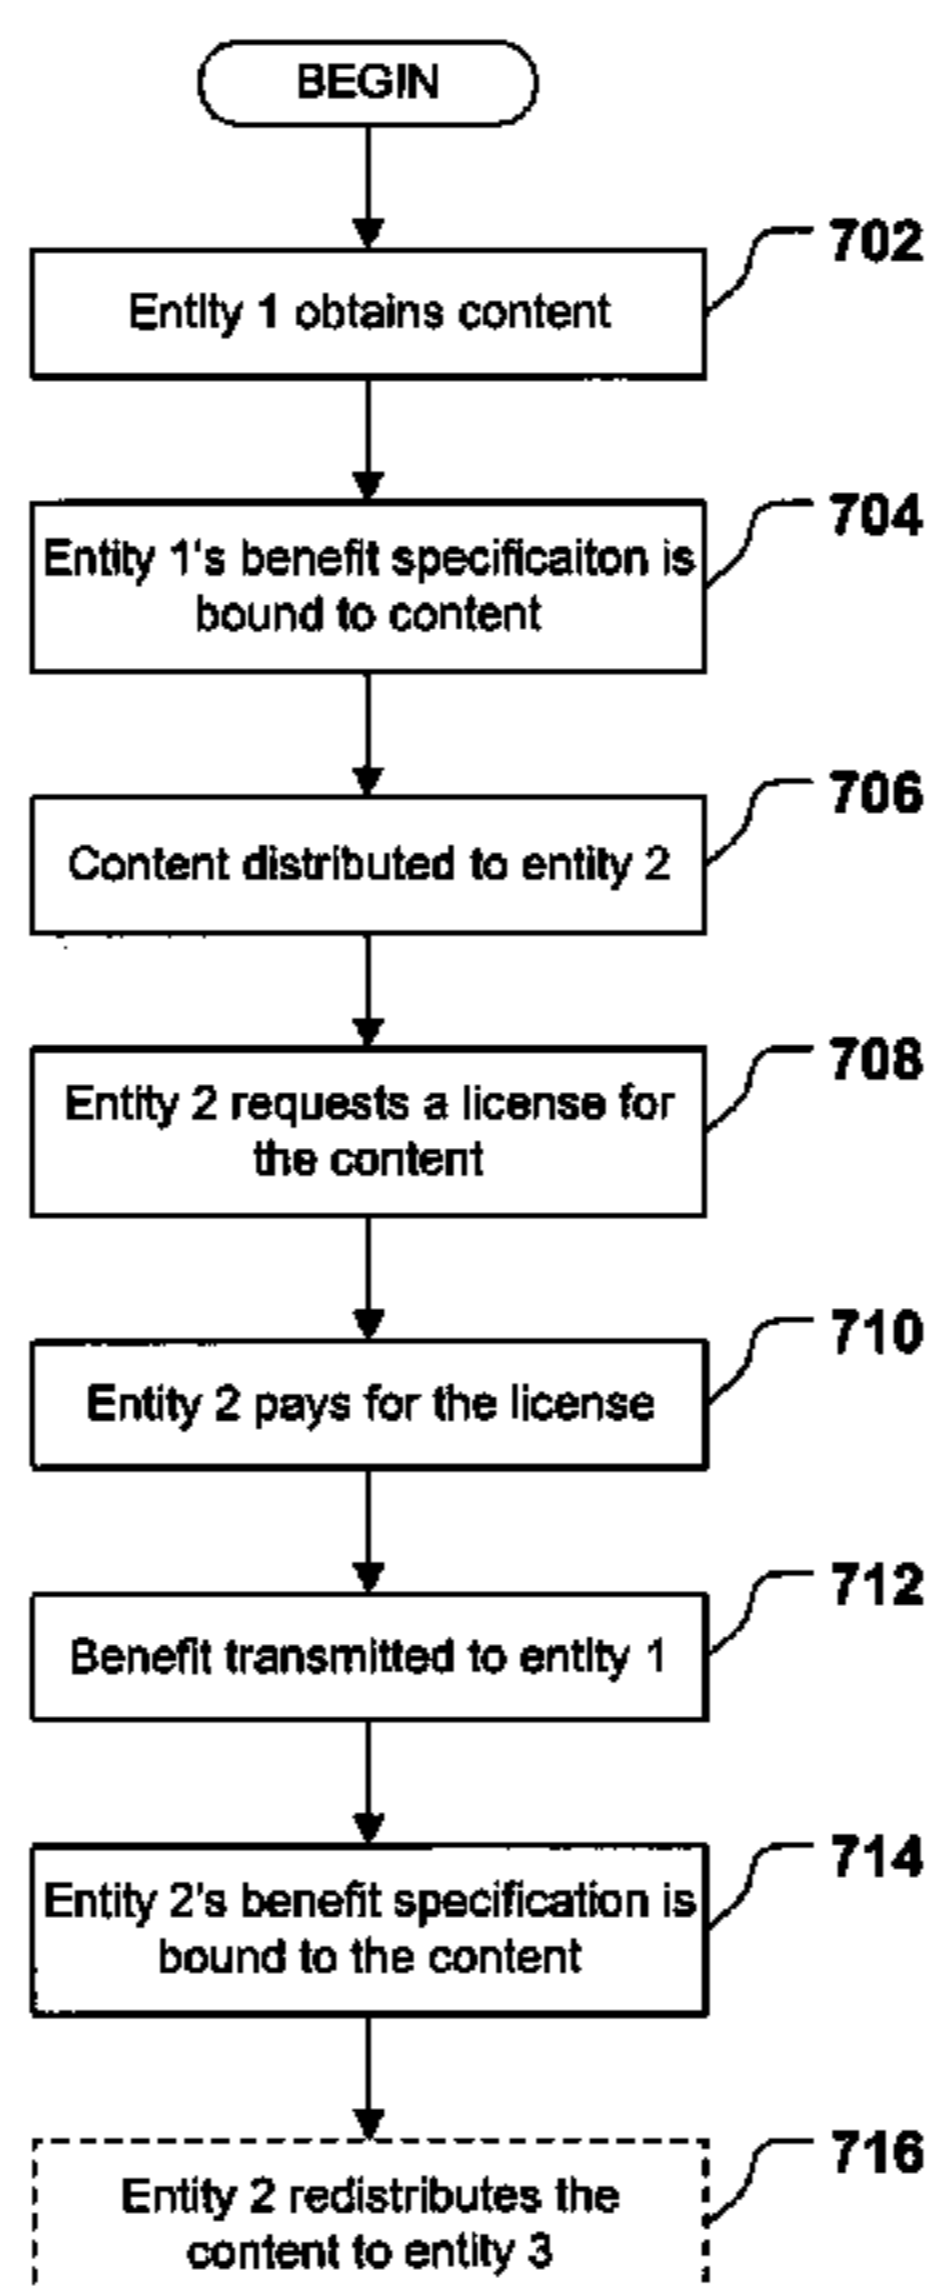 BEGIN
702
Entity 1 obtains content
704
Entity 1's benefit specificaiton is
bound to content
706
Content distributed to entity 2
708
Entity 2 requests a license for
the content
710
Entity 2 pays for the license
712
Benefit transmitted to entity 1
714
Entity 2's benefit specification is
bound to the content
716
Entity 2 redistributes the
content to entity 3